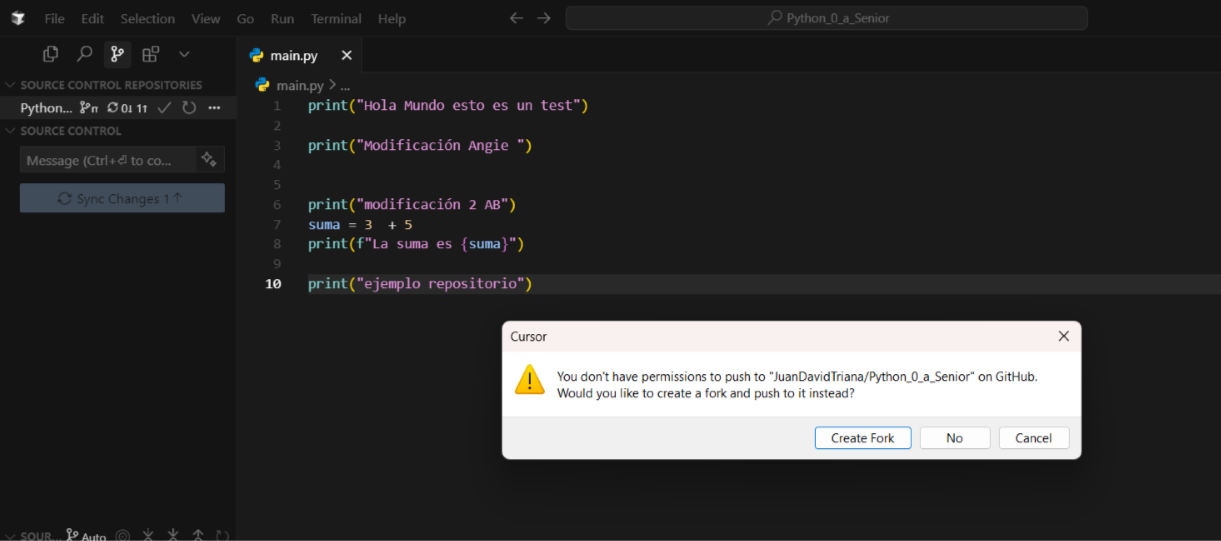 File Edit Selection View Go Run Terminal Help
Python_0_a_Senior
main.py
SOURCE CONTROL REPOSITORIES
Python... 0↓ 1↑ ...
SOURCE CONTROL
Message (Ctrl+⏎ to co...
Sync Changes 1↑
main.py > ...
1 print("Hola Mundo esto es un test")
2
3 print("Modificación Angie ")
4
5
6 print("modificación 2 AB")
7 suma = 3  + 5
8 print(f"La suma es {suma}")
9
10 print("ejemplo repositorio")
Cursor
You don't have permissions to push to "JuanDavidTriana/Python_0_a_Senior" on GitHub.
Would you like to create a fork and push to it instead?
Create Fork No Cancel
SOUR... Auto